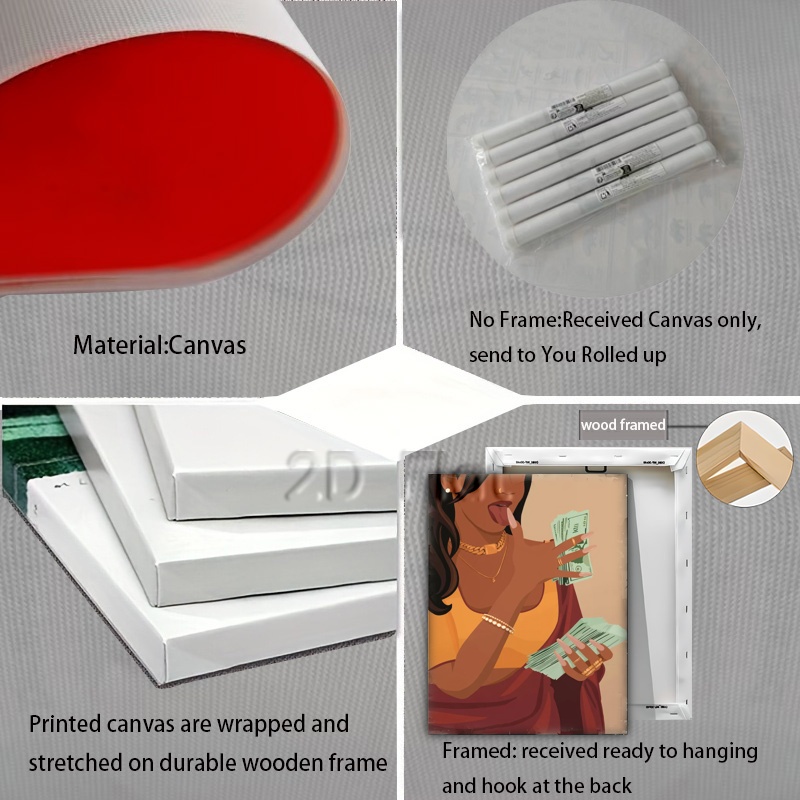 Material:Canvas
No Frame:Received Canvas only,
send to You Rolled up
2D
wood framed
Printed canvas are wrapped and
stretched on durable wooden frame
Framed: received ready to hanging
and hook at the back